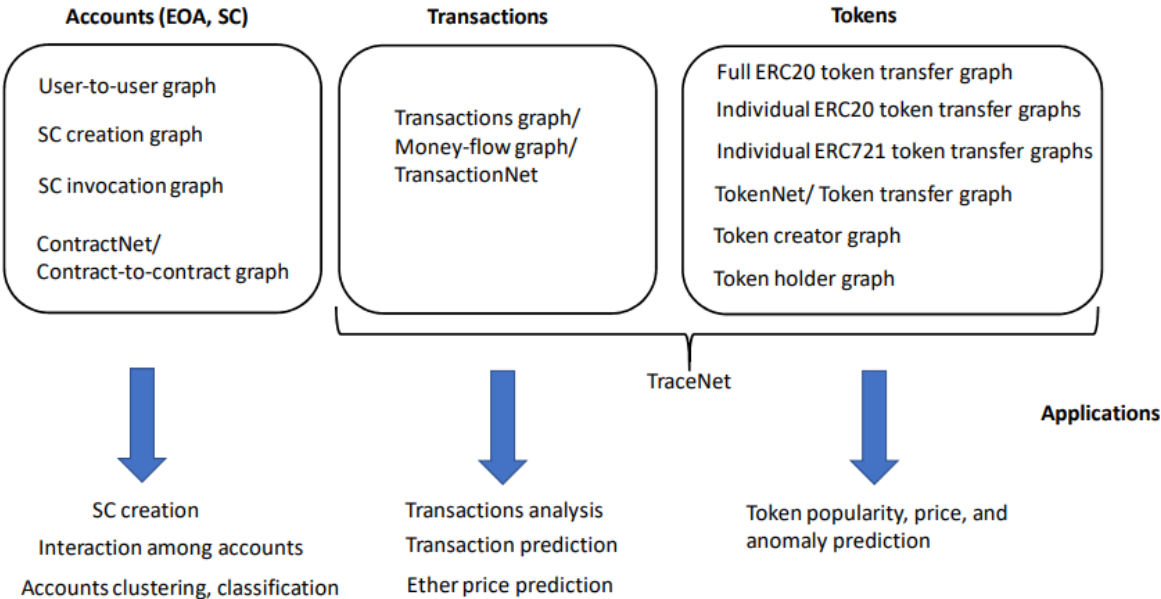 Accounts (EOA, SC)
Transactions
Tokens
User-to-user graph
SC creation graph
SC invocation graph
ContractNet/
Contract-to-contract graph
Transactions graph/
Money-flow graph/
TransactionNet
Full ERC20 token transfer graph
Individual ERC20 token transfer graphs
Individual ERC721 token transfer graphs
TokenNet/ Token transfer graph
Token creator graph
Token holder graph
TraceNet
Applications
SC creation
Interaction among accounts
Accounts clustering, classification
Transactions analysis
Transaction prediction
Ether price prediction
Token popularity, price, and
anomaly prediction